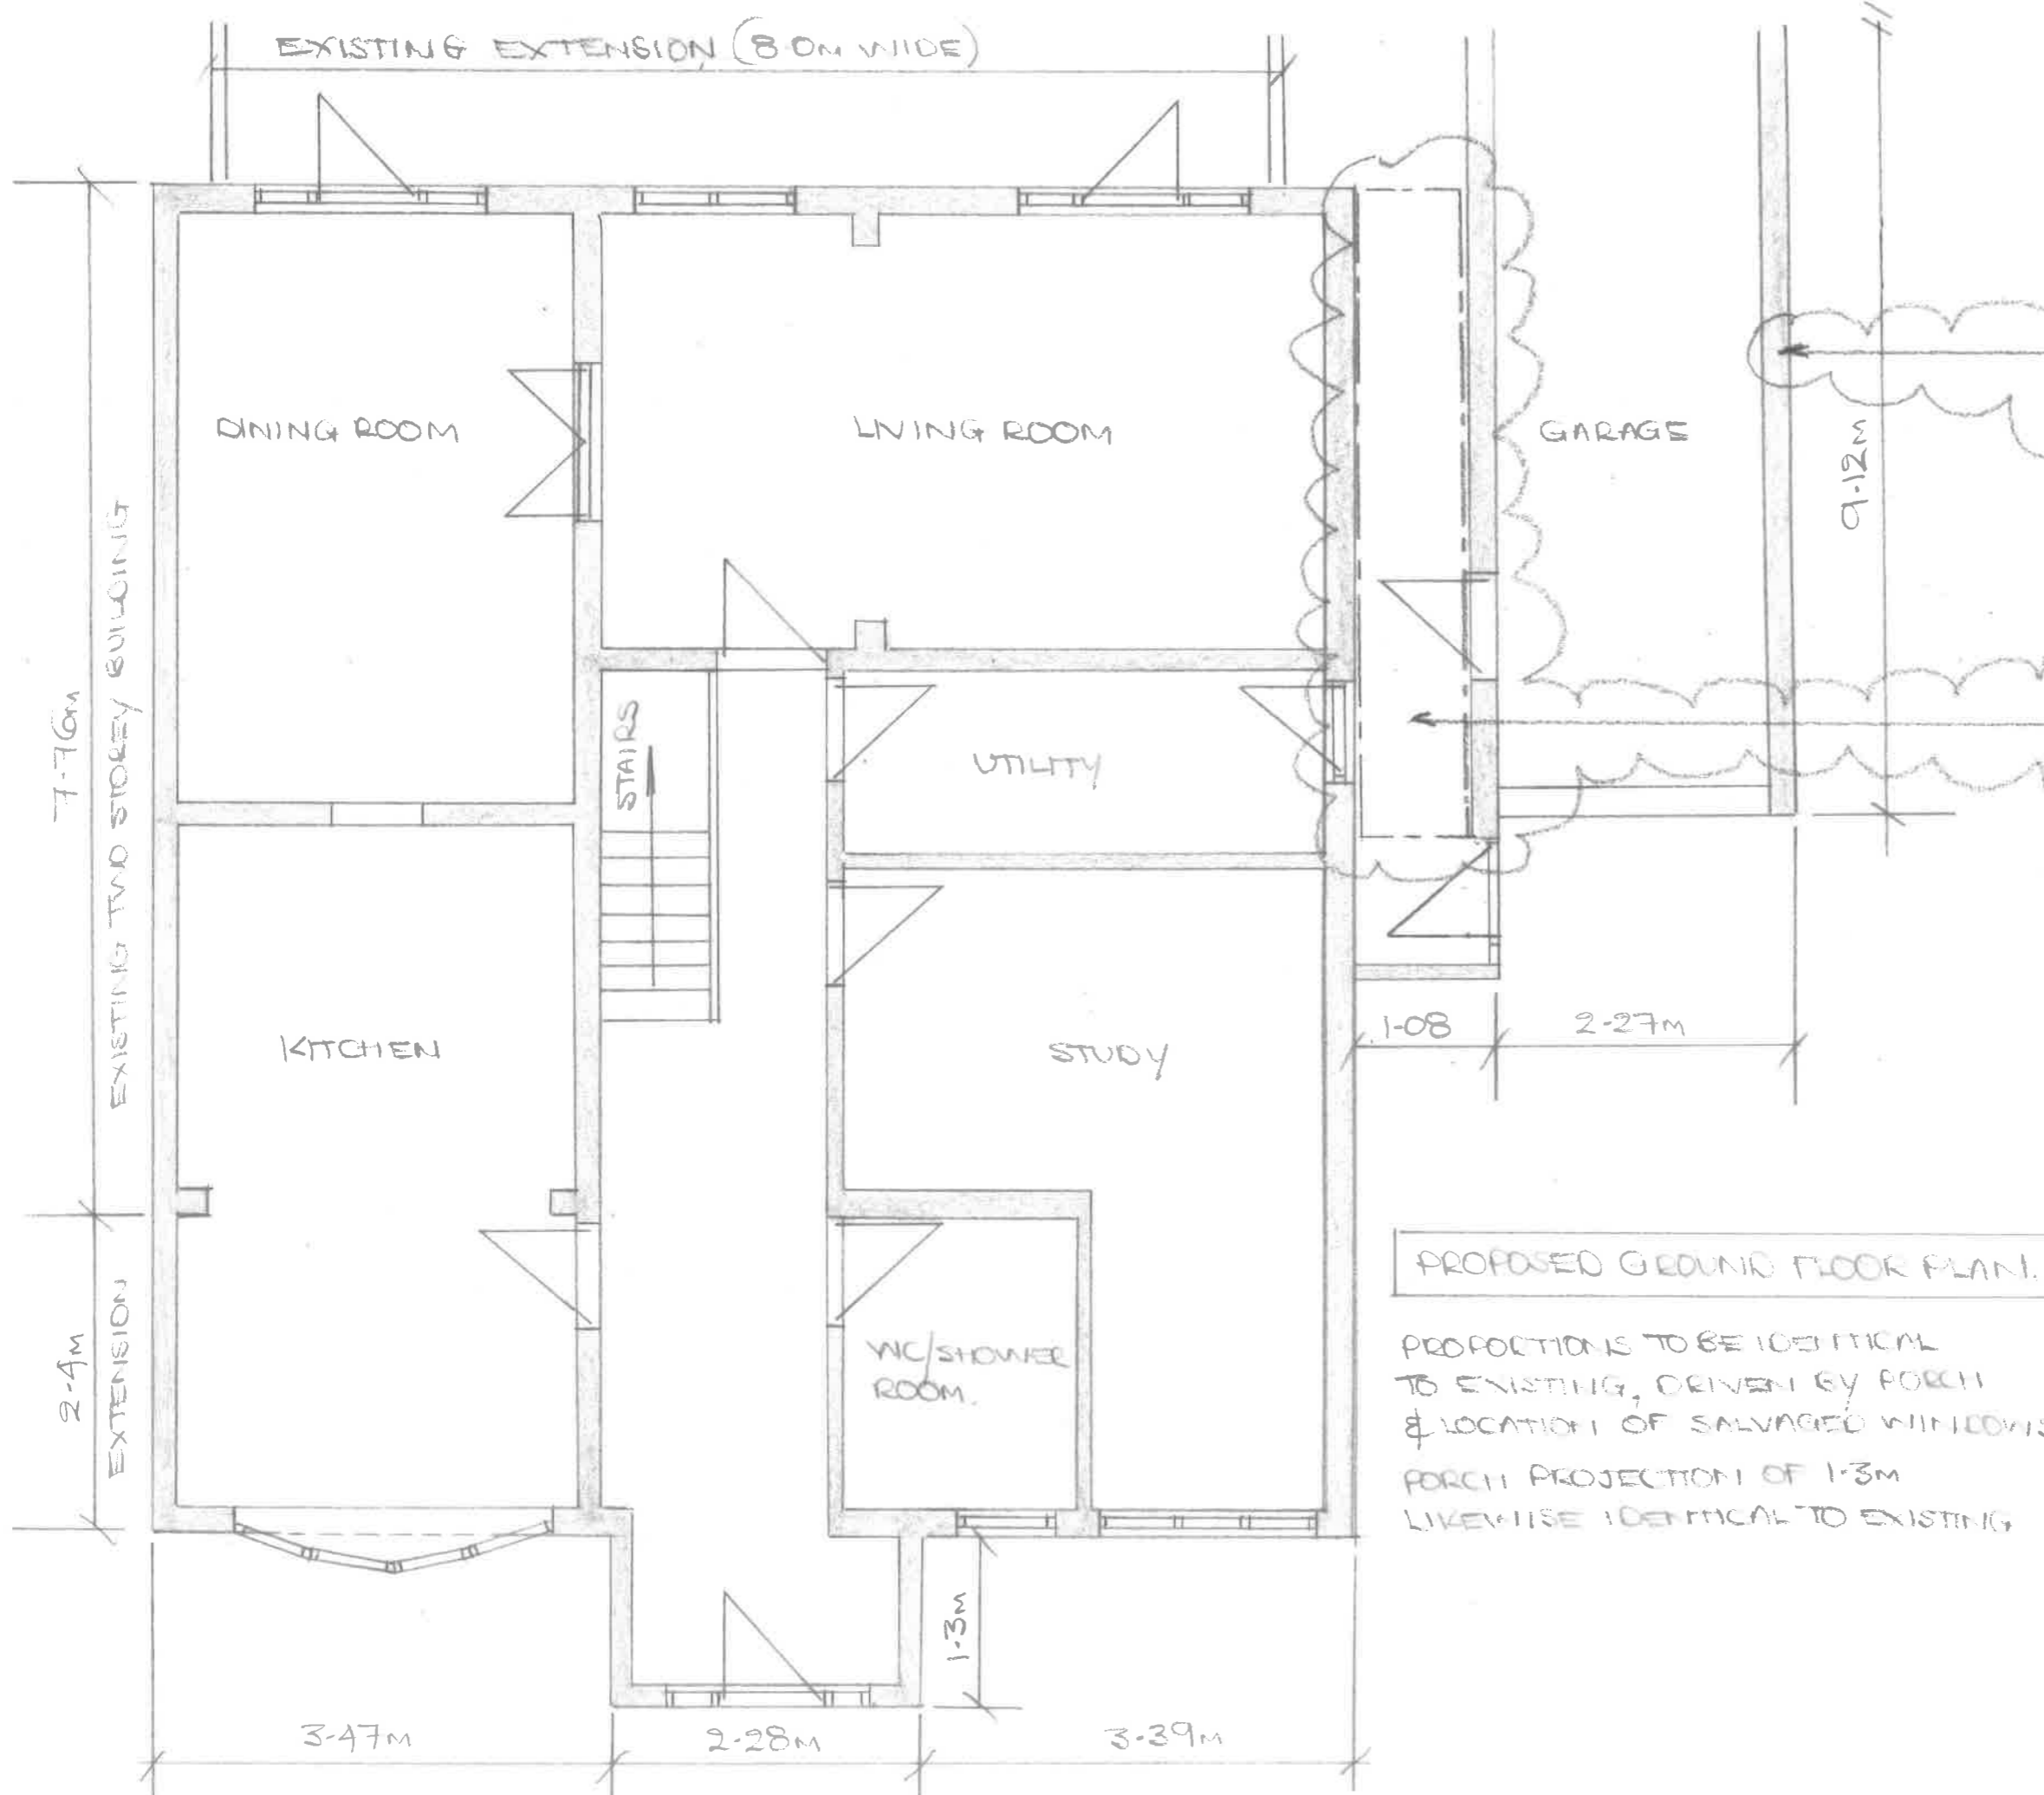 EXISTING EXTENSION (8.0M WIDE)
DINING ROOM
LIVING ROOM
GARAGE
9-12M
7-76M
EXISTING TWO STOREY BUILDING
STAIRS
UTILITY
KITCHEN
STUDY
1-08
2-27M
2-4M
EXTENSION
WC/SHOWER
ROOM.
PROPOSED GROUND FLOOR PLAN.
PROPORTIONS TO BE IDENTICAL
TO EXISTING, DRIVEN BY PORCH
& LOCATION OF SALVAGED WINDOWS
PORCH PROJECTION OF 1-3M
LIKEWISE IDENTICAL TO EXISTING
1-3M
3-47M
2-28M
3-39M